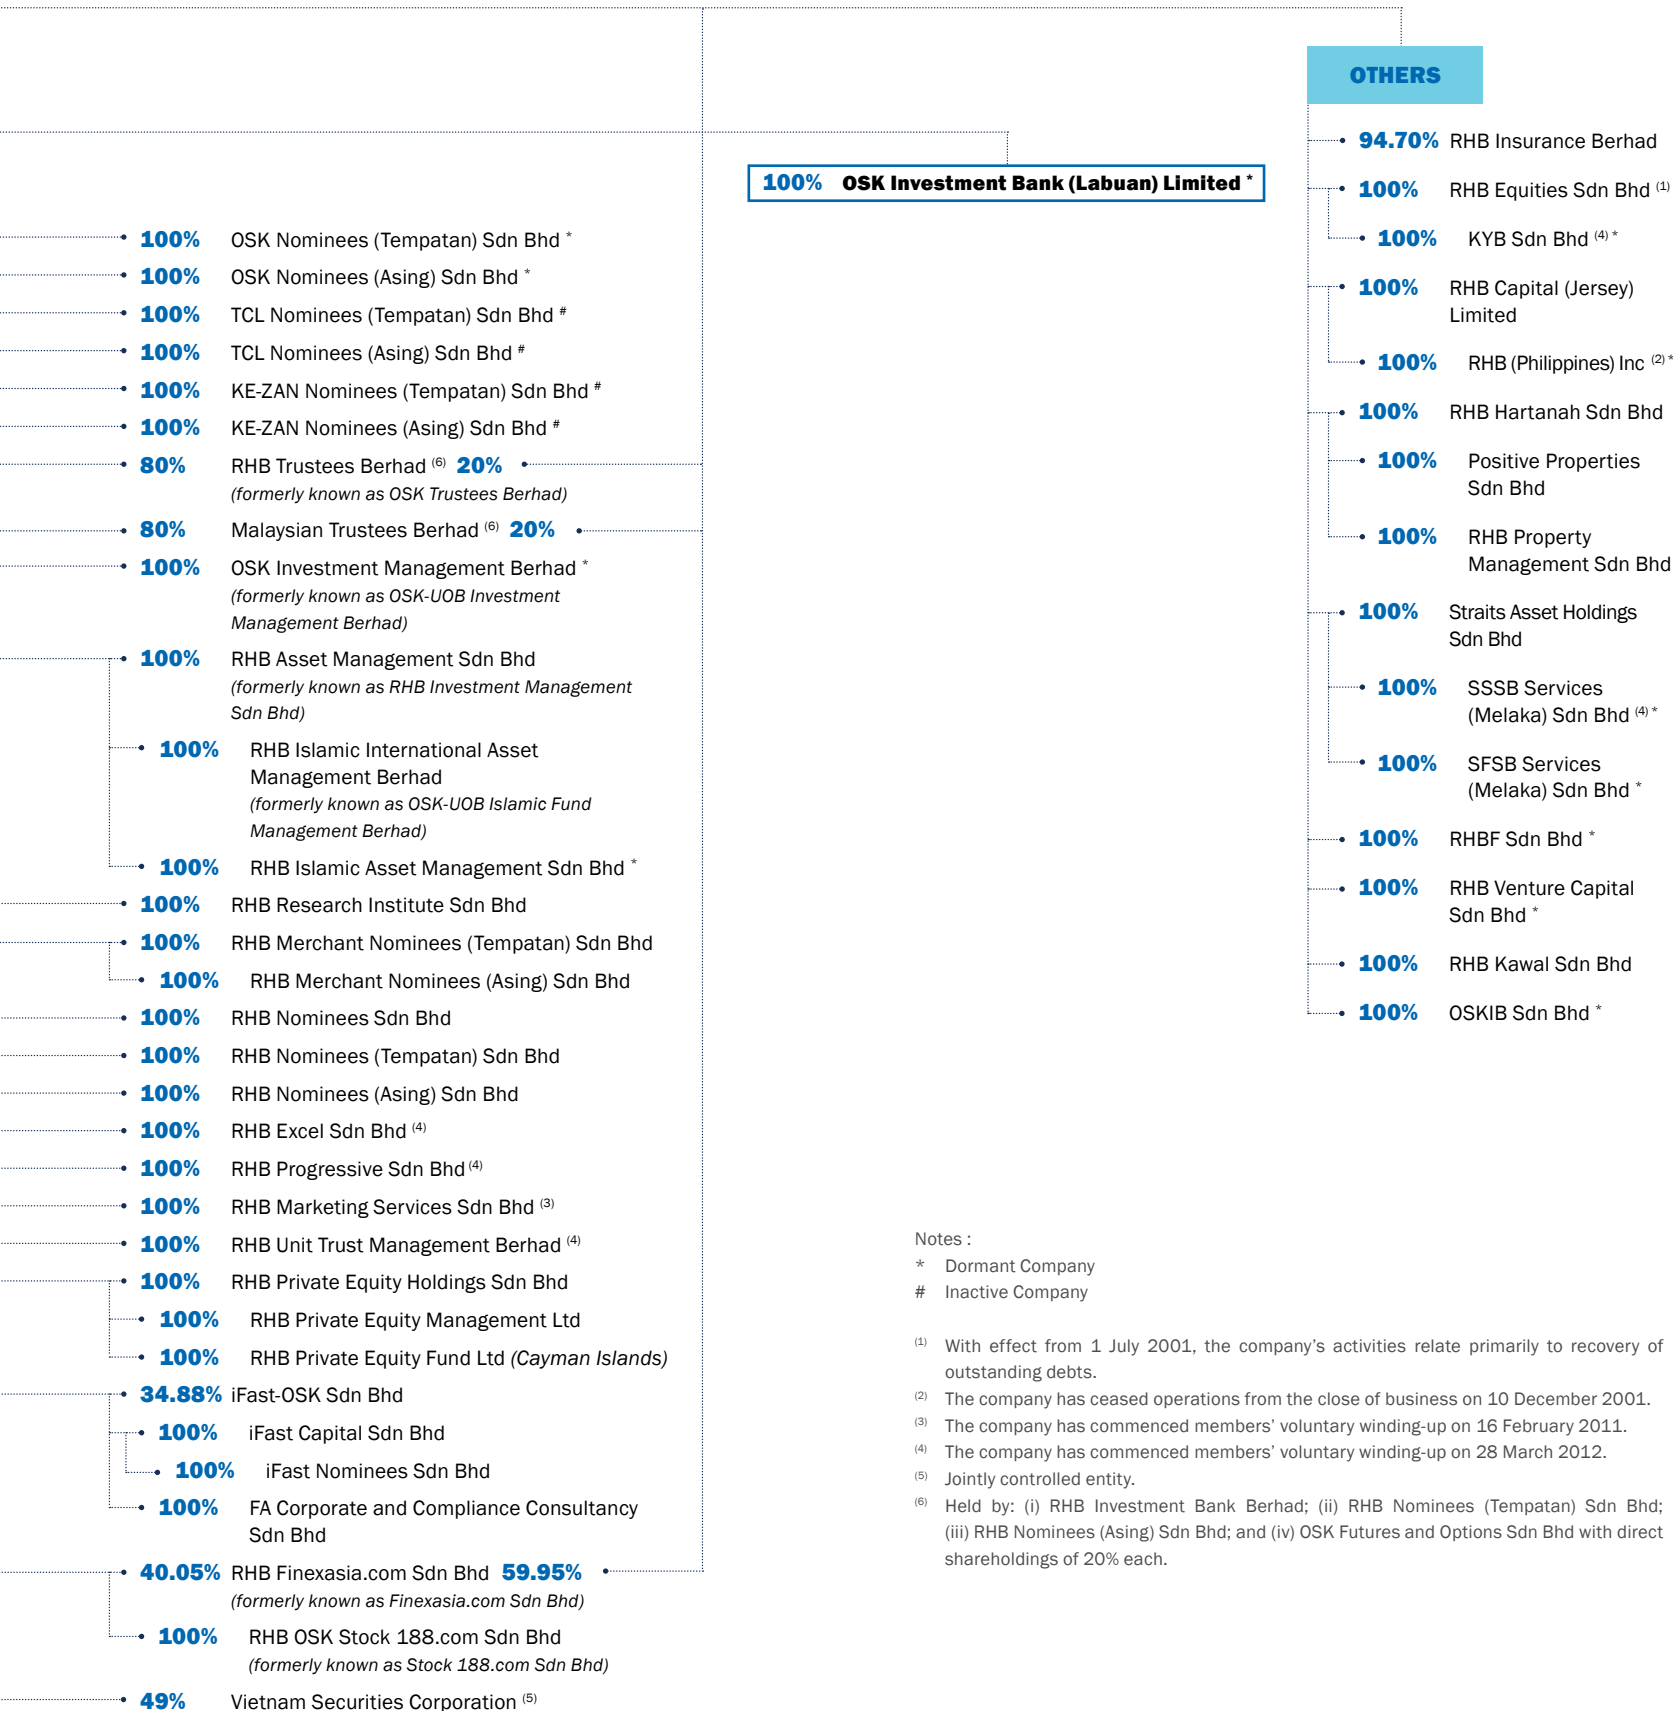 100% OSK Nominees (Tempatan) Sdn Bhd *
100% OSK Nominees (Asing) Sdn Bhd *
100% TCL Nominees (Tempatan) Sdn Bhd #
100% TCL Nominees (Asing) Sdn Bhd #
100% KE-ZAN Nominees (Tempatan) Sdn Bhd #
100% KE-ZAN Nominees (Asing) Sdn Bhd #
80% RHB Trustees Berhad (6) 20%
(formerly known as OSK Trustees Berhad)
80% Malaysian Trustees Berhad (6) 20%
100% OSK Investment Management Berhad *
(formerly known as OSK-UOB Investment
Management Berhad)
100% RHB Asset Management Sdn Bhd
(formerly known as RHB Investment Management
Sdn Bhd)
100% RHB Islamic International Asset
Management Berhad
(formerly known as OSK-UOB Islamic Fund
Management Berhad)
100% RHB Islamic Asset Management Sdn Bhd *
100% RHB Research Institute Sdn Bhd
100% RHB Merchant Nominees (Tempatan) Sdn Bhd
100% RHB Merchant Nominees (Asing) Sdn Bhd
100% RHB Nominees Sdn Bhd
100% RHB Nominees (Tempatan) Sdn Bhd
100% RHB Nominees (Asing) Sdn Bhd
100% RHB Excel Sdn Bhd (4)
100% RHB Progressive Sdn Bhd (4)
100% RHB Marketing Services Sdn Bhd (3)
100% RHB Unit Trust Management Berhad (4)
100% RHB Private Equity Holdings Sdn Bhd
100% RHB Private Equity Management Ltd
100% RHB Private Equity Fund Ltd (Cayman Islands)
34.88% iFast-OSK Sdn Bhd
100% iFast Capital Sdn Bhd
100% iFast Nominees Sdn Bhd
100% FA Corporate and Compliance Consultancy
Sdn Bhd
40.05% RHB Finexasia.com Sdn Bhd 59.95%
(formerly known as Finexasia.com Sdn Bhd)
100% RHB OSK Stock 188.com Sdn Bhd
(formerly known as Stock 188.com Sdn Bhd)
49% Vietnam Securities Corporation (5)
100% OSK Investment Bank (Labuan) Limited *
OTHERS
94.70% RHB Insurance Berhad
100% RHB Equities Sdn Bhd (1)
100% KYB Sdn Bhd (4) *
100% RHB Capital (Jersey)
Limited
100% RHB (Philippines) Inc (2) *
100% RHB Hartanah Sdn Bhd
100% Positive Properties
Sdn Bhd
100% RHB Property
Management Sdn Bhd
100% Straits Asset Holdings
Sdn Bhd
100% SSSB Services
(Melaka) Sdn Bhd (4) *
100% SFSB Services
(Melaka) Sdn Bhd *
100% RHBF Sdn Bhd *
100% RHB Venture Capital
Sdn Bhd *
100% RHB Kawal Sdn Bhd
100% OSKIB Sdn Bhd *
Notes :
* Dormant Company
# Inactive Company
(1) With effect from 1 July 2001, the company's activities relate primarily to recovery of
outstanding debts.
(2) The company has ceased operations from the close of business on 10 December 2001.
(3) The company has commenced members' voluntary winding-up on 16 February 2011.
(4) The company has commenced members' voluntary winding-up on 28 March 2012.
(5) Jointly controlled entity.
(6) Held by: (i) RHB Investment Bank Berhad; (ii) RHB Nominees (Tempatan) Sdn Bhd;
(iii) RHB Nominees (Asing) Sdn Bhd; and (iv) OSK Futures and Options Sdn Bhd with direct
shareholdings of 20% each.